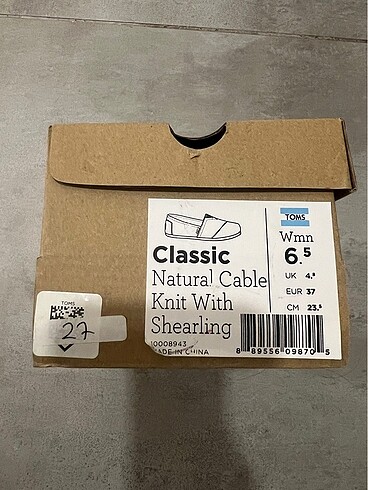 TOMS
Classic
Natural Cable
Knit With
Shearling
10008943
MADE IN CHINA
Wmn
6.5
UK 4.5
EUR 37
CM 23.5
8 89556 09870 5
TOMS
27